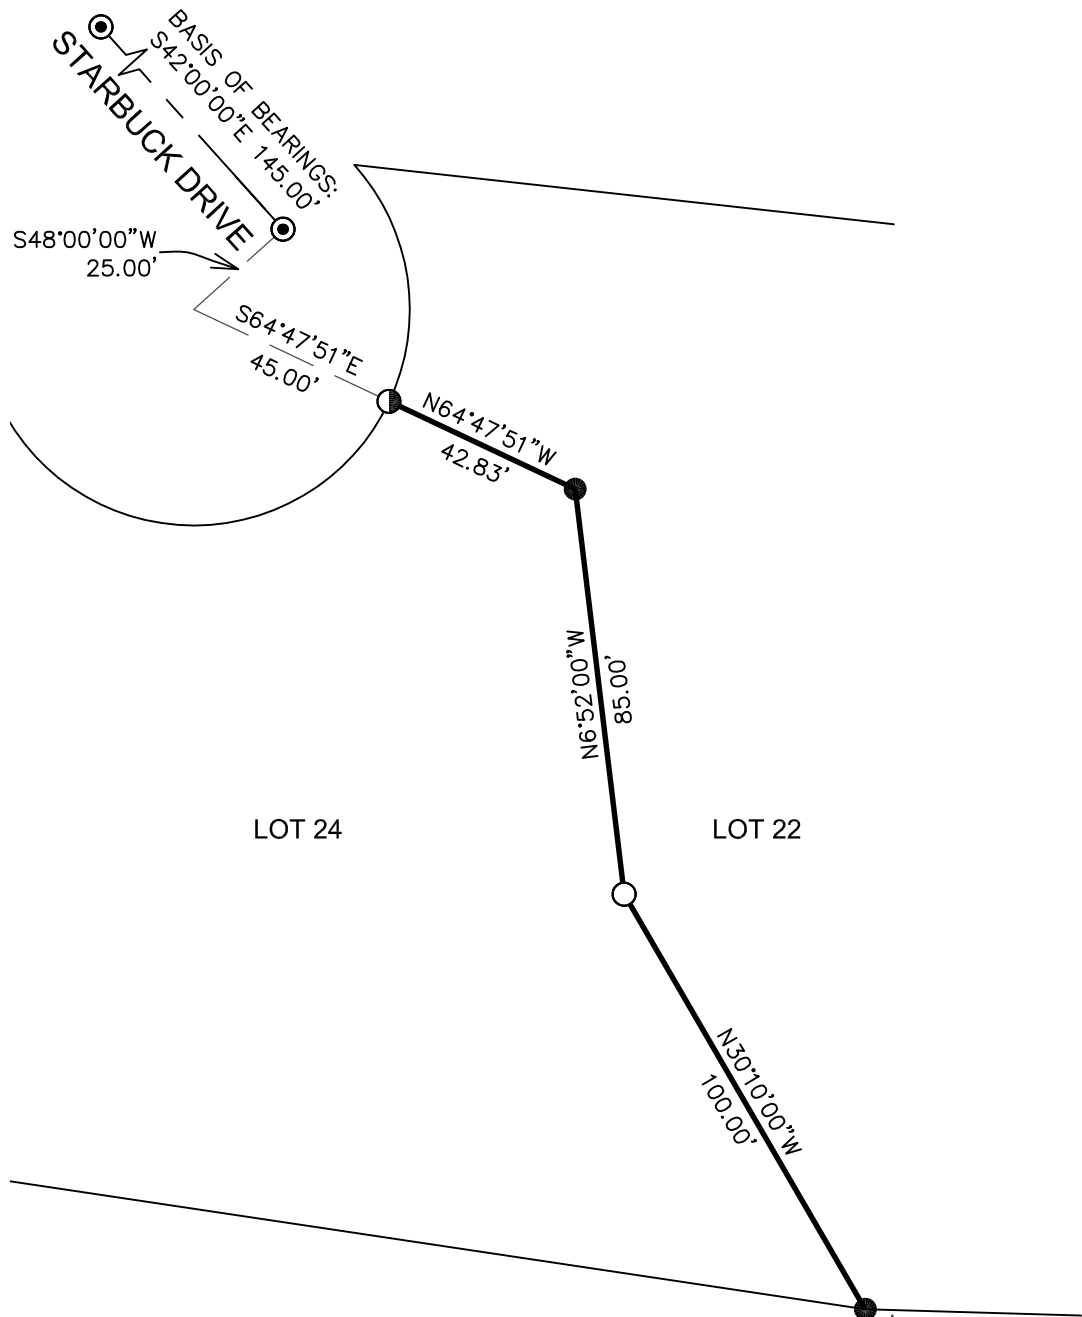 BASIS OF BEARINGS:
S42°00'00"E 145.00'
STARBUCK DRIVE
S48°00'00"W
25.00'
S64°47'51"E
45.00'
N64°47'51"W
42.83'
N6°52'00"W
85.00'
LOT 24
LOT 22
N30°10'00"W
100.00'